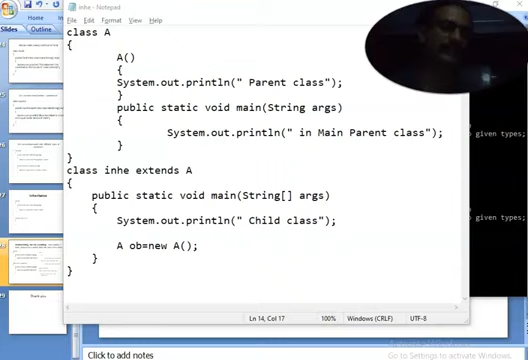 Slides
Home
Outline
inhe - Notepad
File Edit Format View Help
class A
{
A()
{
System.out.println(" Parent class");
}
public static void main(String args)
{
System.out.println(" in Main Parent class");
}
}
class inhe extends A
{
public static void main(String[] args)
{
System.out.println(" Child class");
A ob=new A();
}
}
Ln 14, Col 17 100% Windows (CRLF) UTF-8
o given types;
o given types;
Thank you
Click to add notes
Go to Settings to activate Windows.